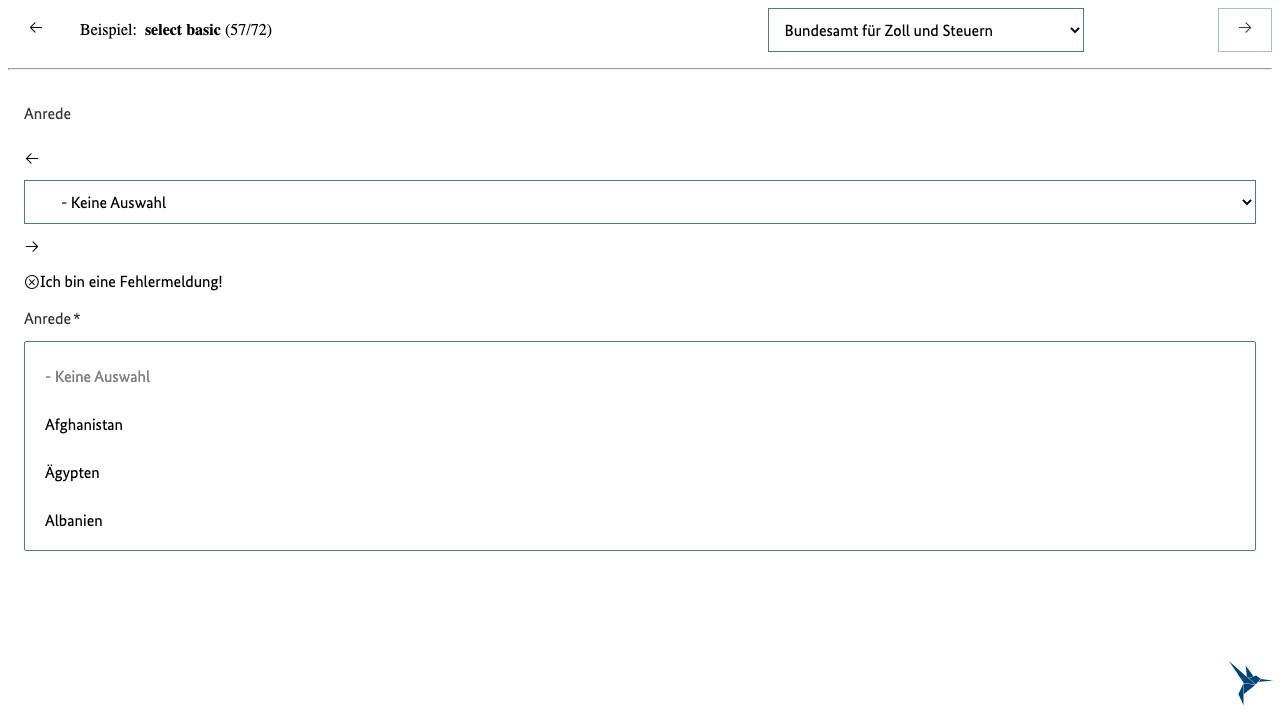 Beispiel: select basic (57/72)
Bundesamt für Zoll und Steuern
Anrede
- Keine Auswahl
Ich bin eine Fehlermeldung!
Anrede *
- Keine Auswahl
Afghanistan
Ägypten
Albanien